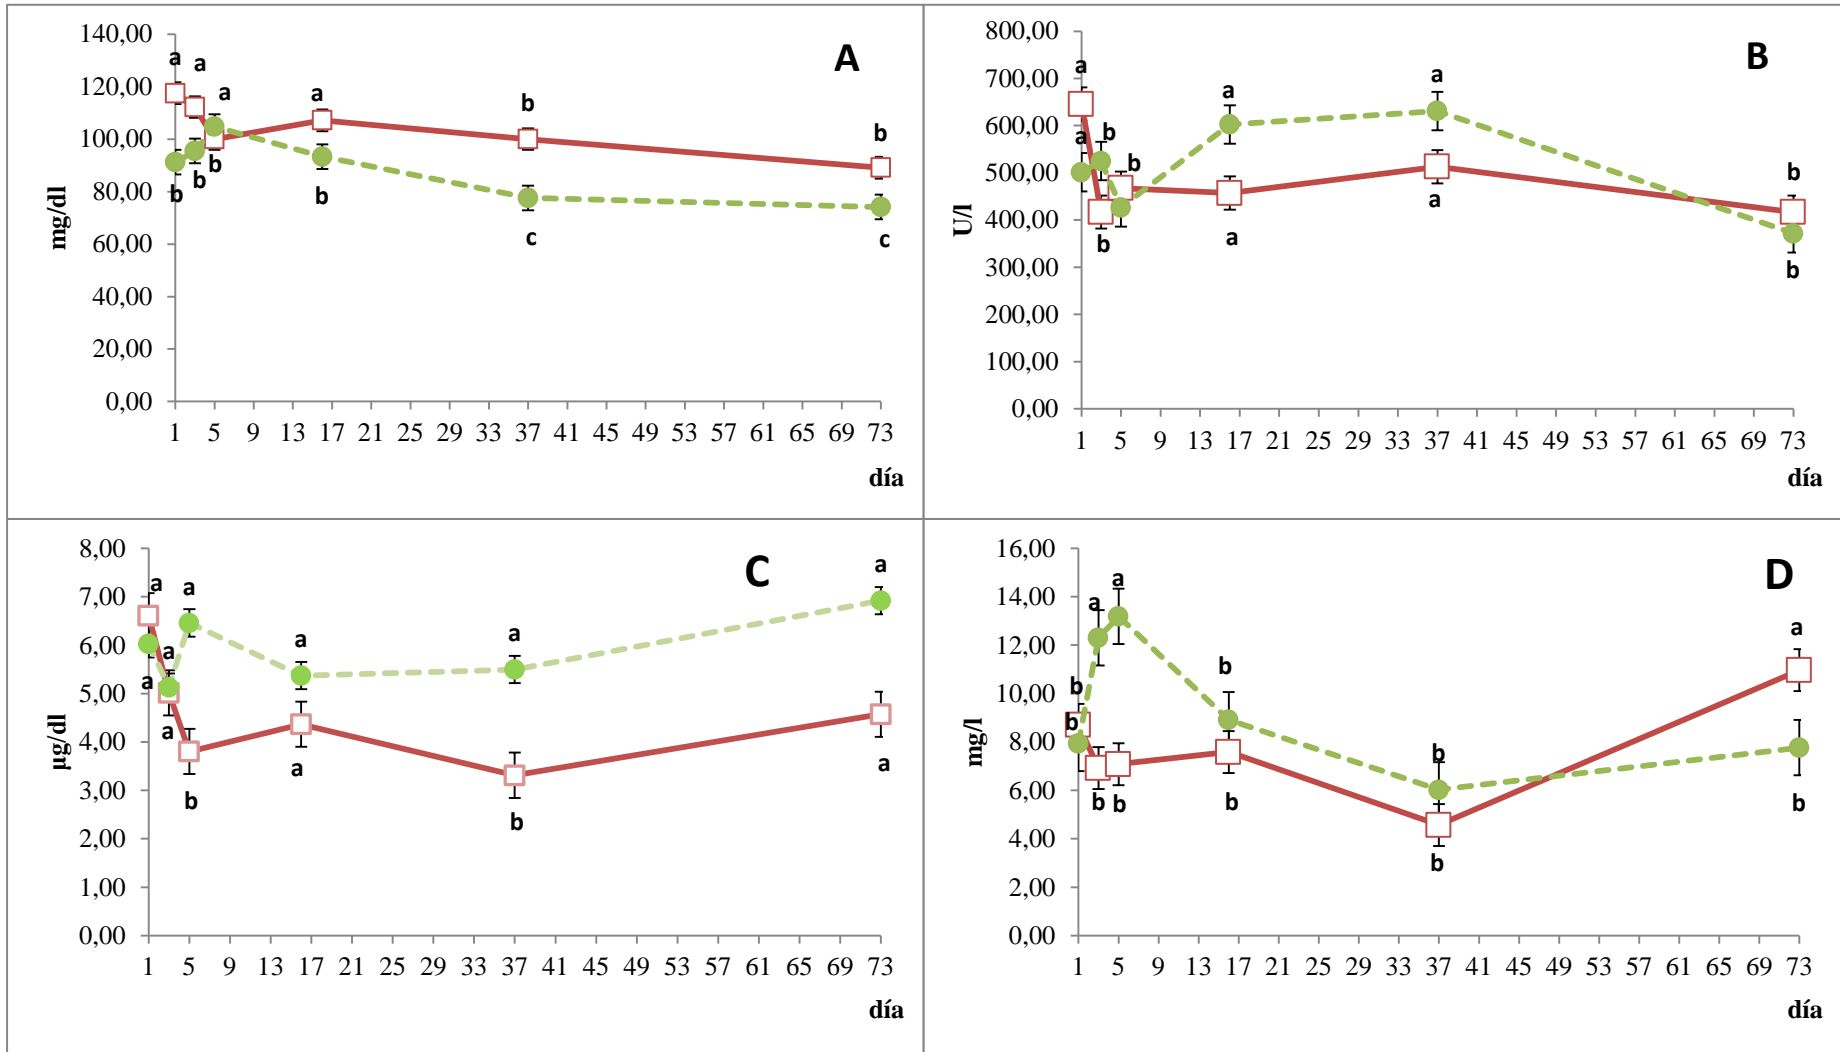 A
mg/dl
140,00
120,00
100,00
80,00
60,00
40,00
20,00
0,00
a a a a b b
b b b b c c
1 5 9 13 17 21 25 29 33 37 41 45 49 53 57 61 65 69 73
día
B
U/l
800,00
700,00
600,00
500,00
400,00
300,00
200,00
100,00
0,00
a a b b a a b
b a a b
1 5 9 13 17 21 25 29 33 37 41 45 49 53 57 61 65 69 73
día
C
µg/dl
8,00
7,00
6,00
5,00
4,00
3,00
2,00
1,00
0,00
a a a a a a
a a b a b a
1 5 9 13 17 21 25 29 33 37 41 45 49 53 57 61 65 69 73
día
D
mg/l
16,00
14,00
12,00
10,00
8,00
6,00
4,00
2,00
0,00
b a a b b a
b b b b b b
1 5 9 13 17 21 25 29 33 37 41 45 49 53 57 61 65 69 73
día